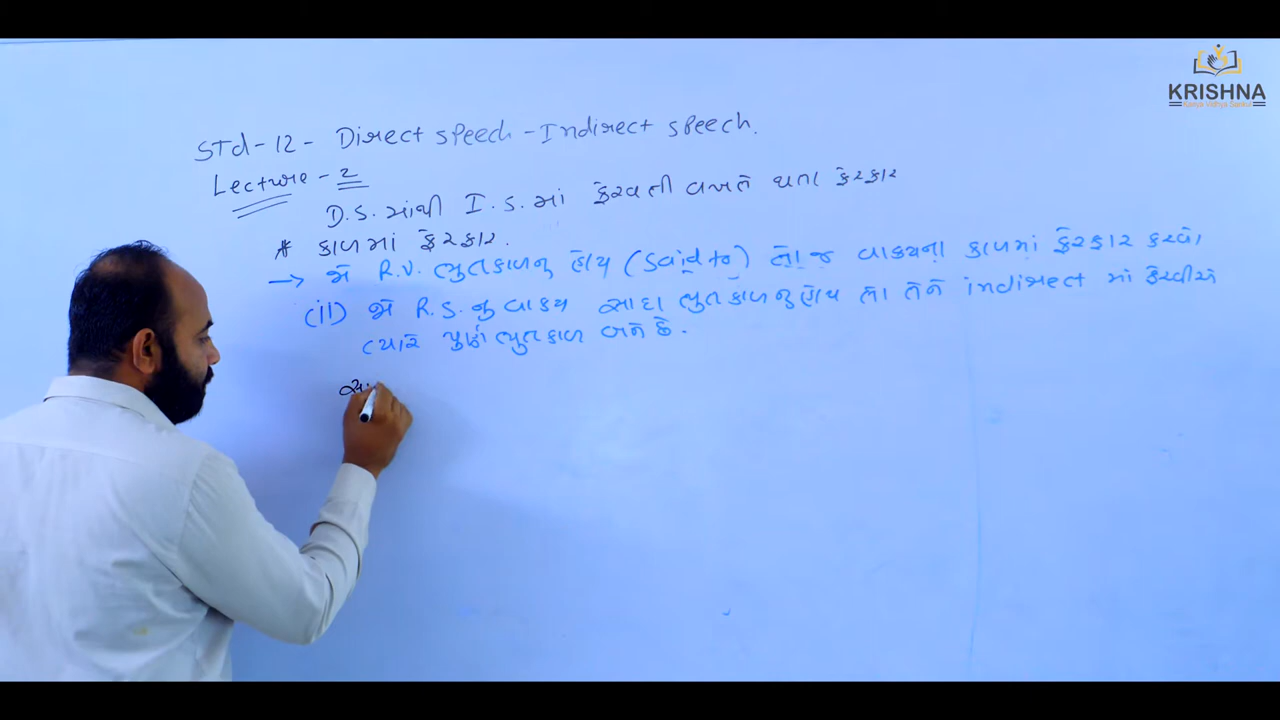 KRISHNA
Std-12 - Direct speech - Indirect speech.
Lecture - 2
D.S. માંથી I.S. માં ફેરવતી વખતે થતા ફેરફાર
* કાળમાં ફેરફાર.
→ જો R.V. ભુતકાળનુ હોય (said to) તો જ વાક્યના કાળમાં ફેરફાર કરવો,
(ii) જો R.S. નુ વાક્ય સાદા ભુતકાળનુ હોય તો તેને indirect માં ફેરવીએ
ત્યારે પુર્ણ ભુતકાળ બને છે.